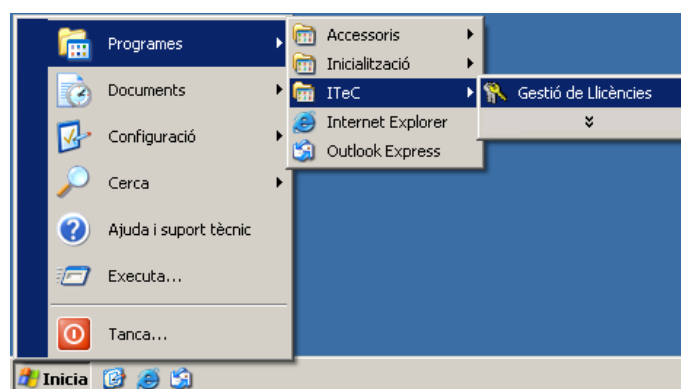 Programes
Documents
Configuració
Cerca
Ajuda i suport tècnic
Executa...
Tanca...
Inicia
Accessoris
Inicialització
ITeC
Internet Explorer
Outlook Express
Gestió de Llicències